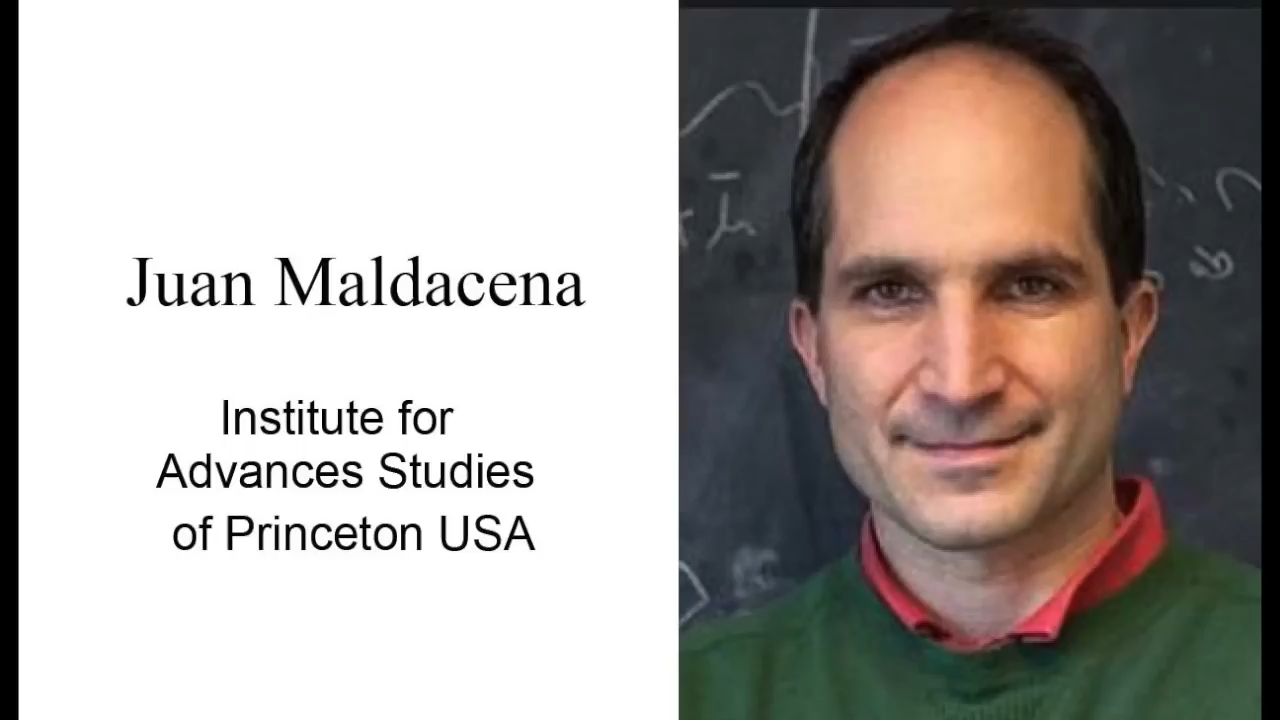 Juan Maldacena
Institute for
Advances Studies
of Princeton USA